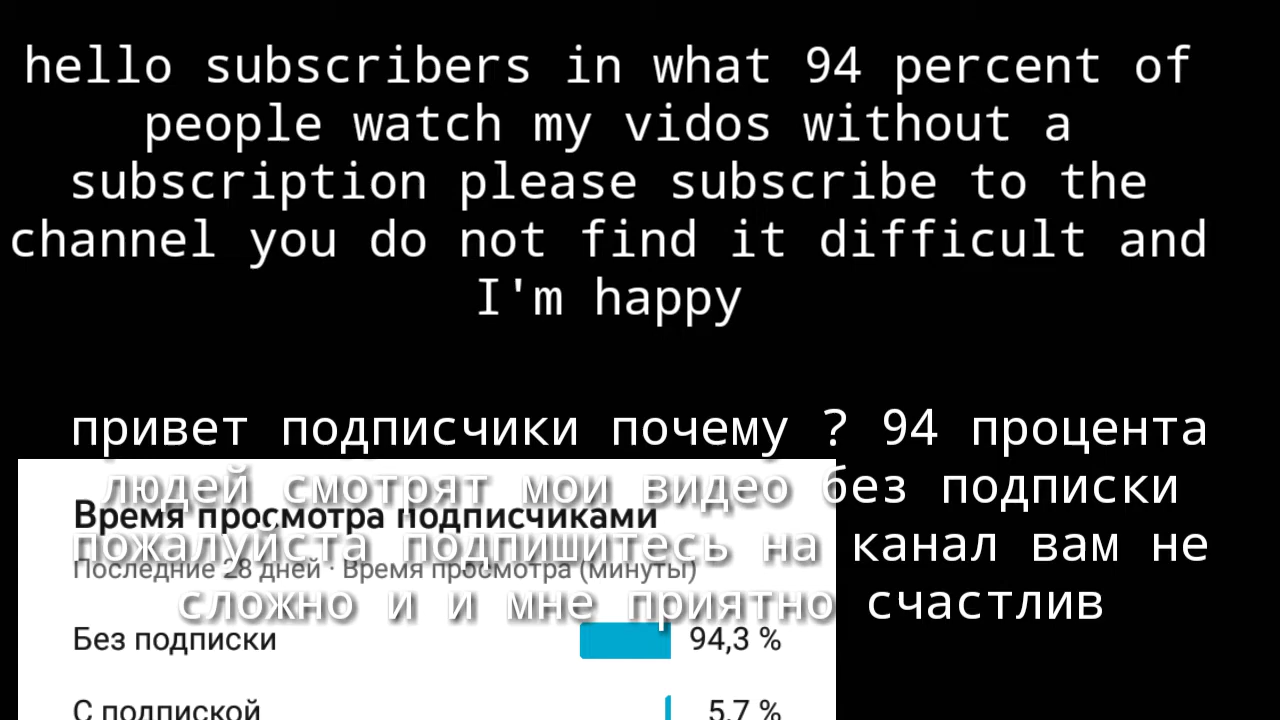 hello subscribers in what 94 percent of
people watch my vidos without a
subscription please subscribe to the
channel you do not find it difficult and
I'm happy
привет подписчики почему ? 94 процента
людей смотрят мои видео без подписки
Время просмотра подписчиками
пожалуйста подпишитесь на канал вам не
Последние 28 дней · Время просмотра (минуты)
сложно и и мне приятно счастлив
Без подписки 94,3 %
С подпиской 5,7 %